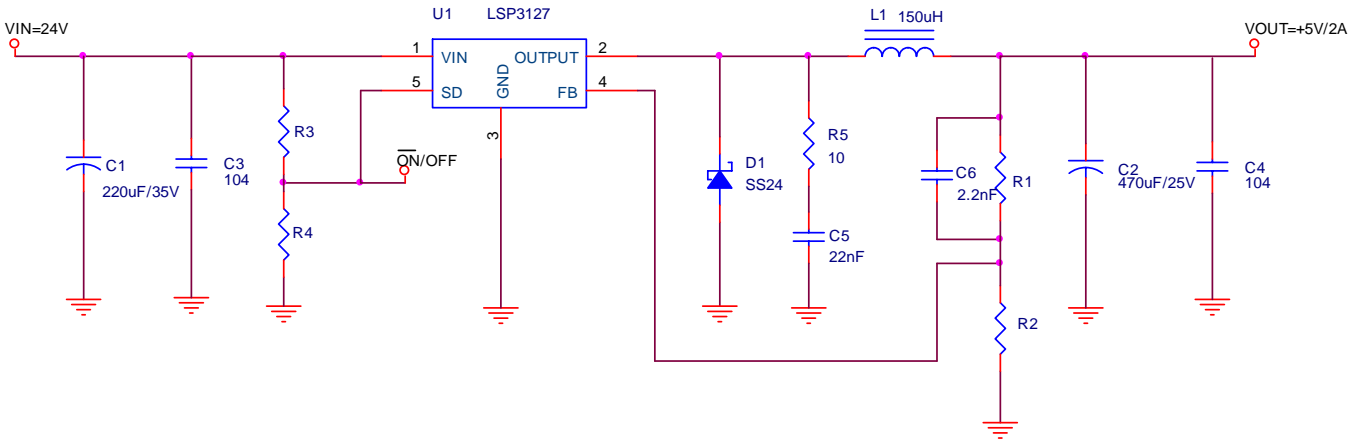 U1 LSP3127
L1 150uH
VIN=24V
VOUT=+5V/2A
1 VIN OUTPUT 2
5 SD GND FB 4
3
R3
R5
10
ON/OFF
C1
220uF/35V
C3
104
D1
SS24
C6
2.2nF
R1
C2
470uF/25V
C4
104
R4
C5
22nF
R2